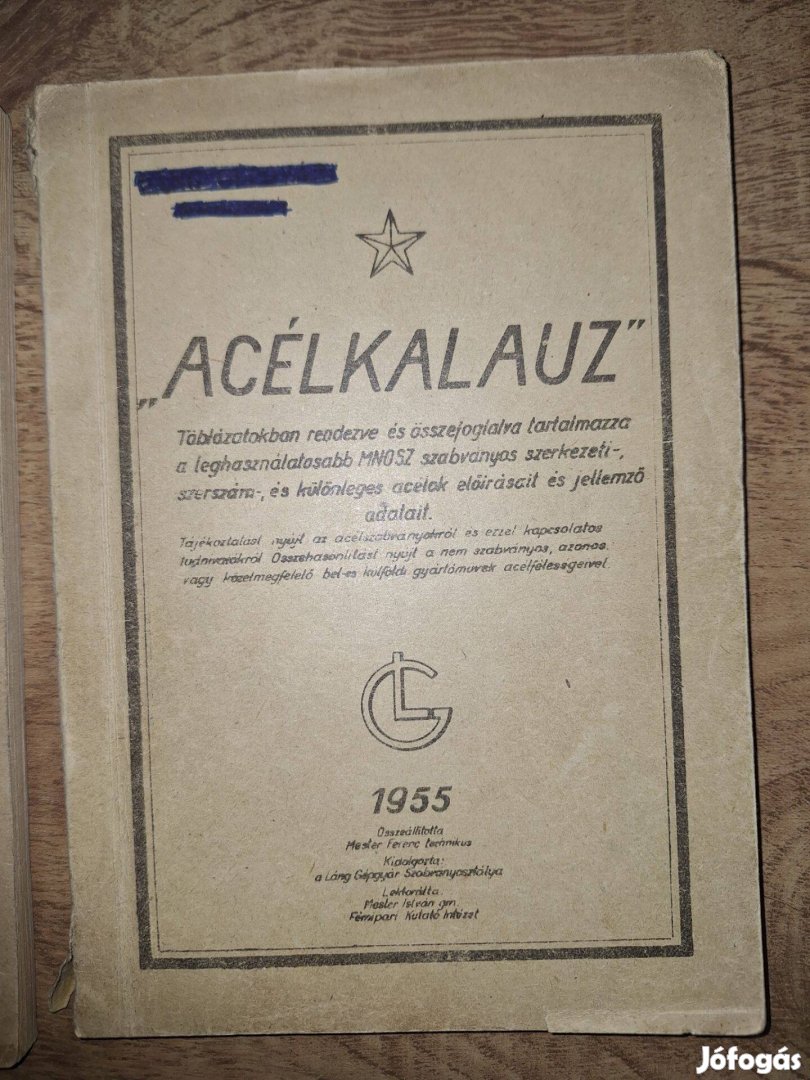 „ACÉLKALAUZ"
Táblázatokban rendezve és összefoglalva tartalmazza
a leghasználatosabb MNOSZ szabványos szerkezeti-,
szerszám-, és különleges acélok előírásait és jellemző
adatait.
Tájékoztatást nyújt az acélszabványokról és ezzel kapcsolatos
tudnivalókról Összehasonlítást nyújt a nem szabványos, azonos
vagy közelmegfelelő bel-es külföldi gyártóművek acélféleségeivel.
GL
1955
Összeállította
Mester Ferenc technikus
Kidolgozta:
a Láng Gépgyár Szabványosztálya
Lektorálta.
Mester István gm.
Fémipari Kutató Intézet
Jófogás